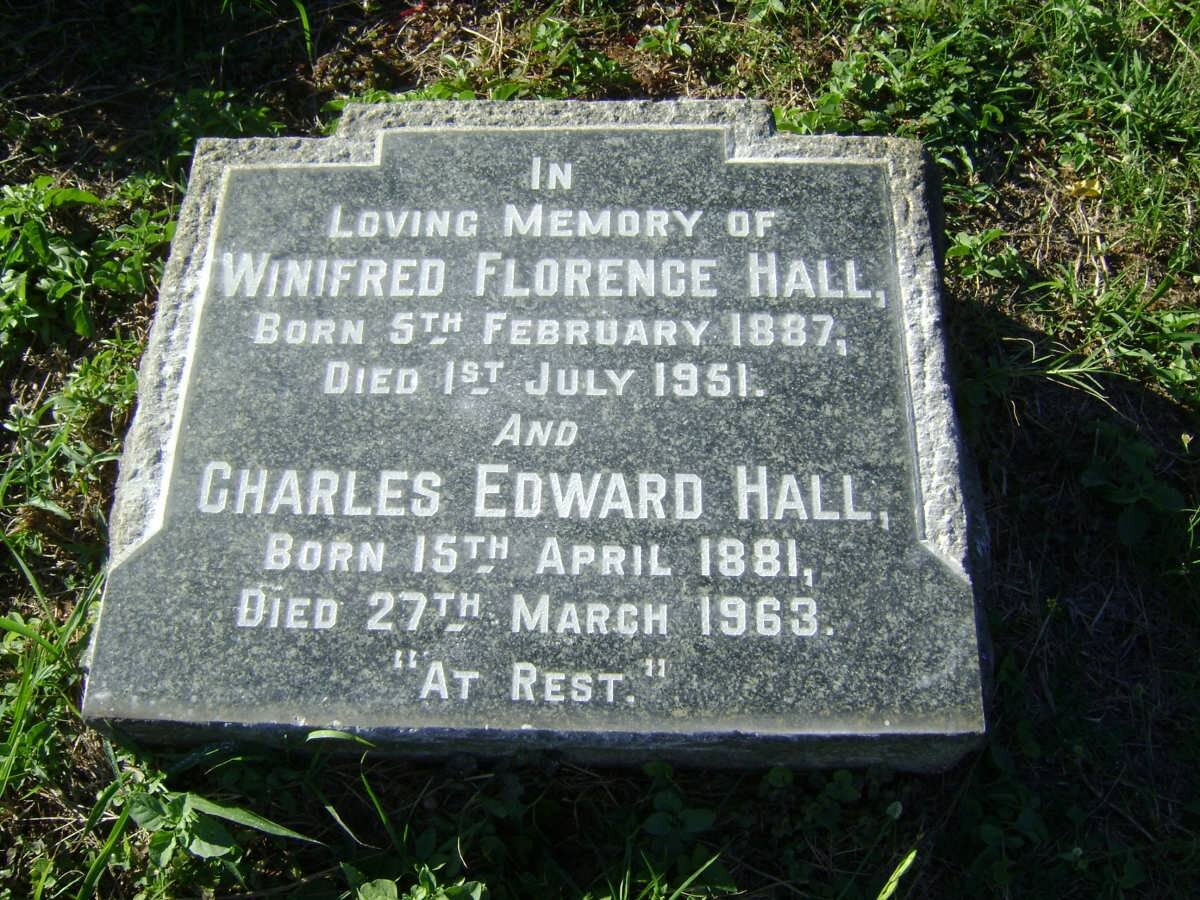 IN
LOVING MEMORY OF
WINIFRED FLORENCE HALL,
BORN 5TH FEBRUARY 1887,
DIED 1ST JULY 1951.
AND
CHARLES EDWARD HALL,
BORN 15TH APRIL 1881,
DIED 27TH MARCH 1963.
"AT REST."